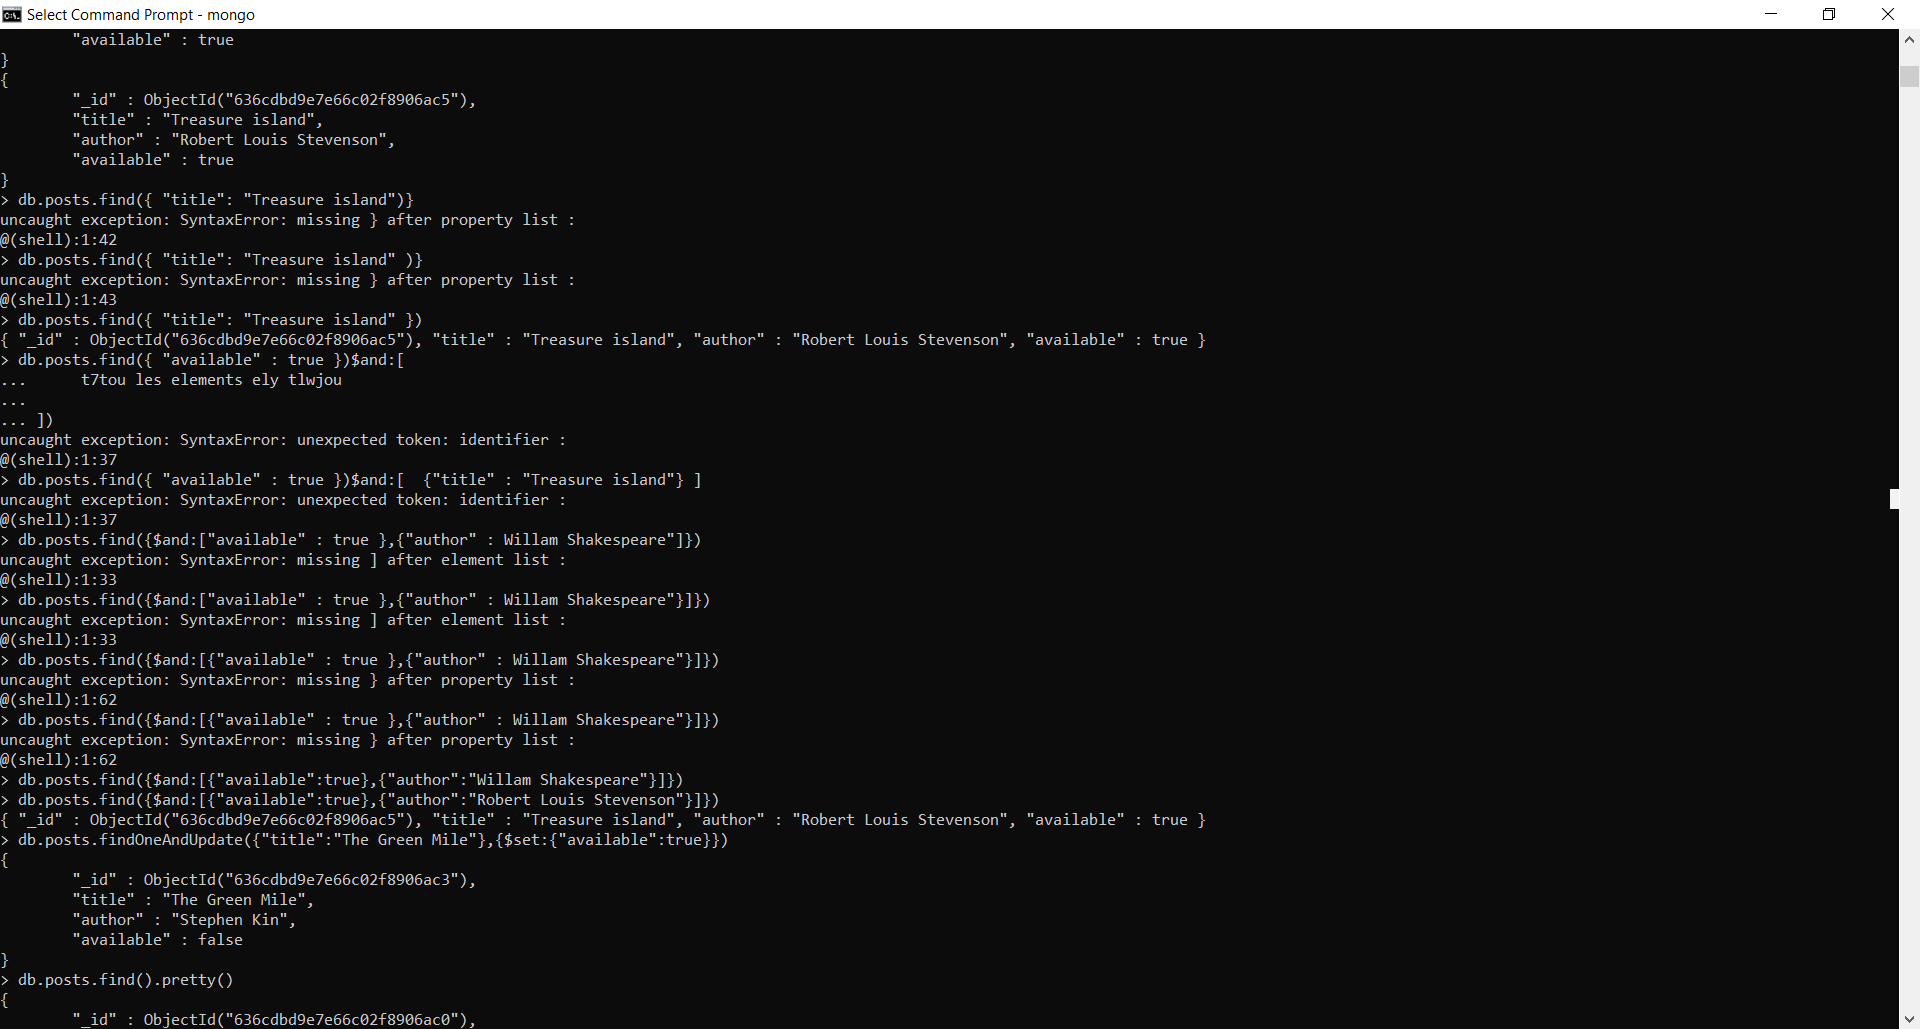 Select Command Prompt - mongo
"available" : true
}
{
"_id" : ObjectId("636cdbd9e7e66c02f8906ac5"),
"title" : "Treasure island",
"author" : "Robert Louis Stevenson",
"available" : true
}
> db.posts.find({ "title": "Treasure island")}
uncaught exception: SyntaxError: missing } after property list :
@(shell):1:42
> db.posts.find({ "title": "Treasure island" )}
uncaught exception: SyntaxError: missing } after property list :
@(shell):1:43
> db.posts.find({ "title": "Treasure island" })
{ "_id" : ObjectId("636cdbd9e7e66c02f8906ac5"), "title" : "Treasure island", "author" : "Robert Louis Stevenson", "available" : true }
> db.posts.find({ "available" : true })$and:[
...      t7tou les elements ely tlwjou
...
... ])
uncaught exception: SyntaxError: unexpected token: identifier :
@(shell):1:37
> db.posts.find({ "available" : true })$and:[  {"title" : "Treasure island"} ]
uncaught exception: SyntaxError: unexpected token: identifier :
@(shell):1:37
> db.posts.find({$and:["available" : true },{"author" : Willam Shakespeare"]})
uncaught exception: SyntaxError: missing ] after element list :
@(shell):1:33
> db.posts.find({$and:["available" : true },{"author" : Willam Shakespeare"}]})
uncaught exception: SyntaxError: missing ] after element list :
@(shell):1:33
> db.posts.find({$and:[{"available" : true },{"author" : Willam Shakespeare"}]})
uncaught exception: SyntaxError: missing } after property list :
@(shell):1:62
> db.posts.find({$and:[{"available" : true },{"author" : Willam Shakespeare"}]})
uncaught exception: SyntaxError: missing } after property list :
@(shell):1:62
> db.posts.find({$and:[{"available":true},{"author":"Willam Shakespeare"}]})
> db.posts.find({$and:[{"available":true},{"author":"Robert Louis Stevenson"}]})
{ "_id" : ObjectId("636cdbd9e7e66c02f8906ac5"), "title" : "Treasure island", "author" : "Robert Louis Stevenson", "available" : true }
> db.posts.findOneAndUpdate({"title":"The Green Mile"},{$set:{"available":true}})
{
"_id" : ObjectId("636cdbd9e7e66c02f8906ac3"),
"title" : "The Green Mile",
"author" : "Stephen Kin",
"available" : false
}
> db.posts.find().pretty()
{
"_id" : ObjectId("636cdbd9e7e66c02f8906ac0"),